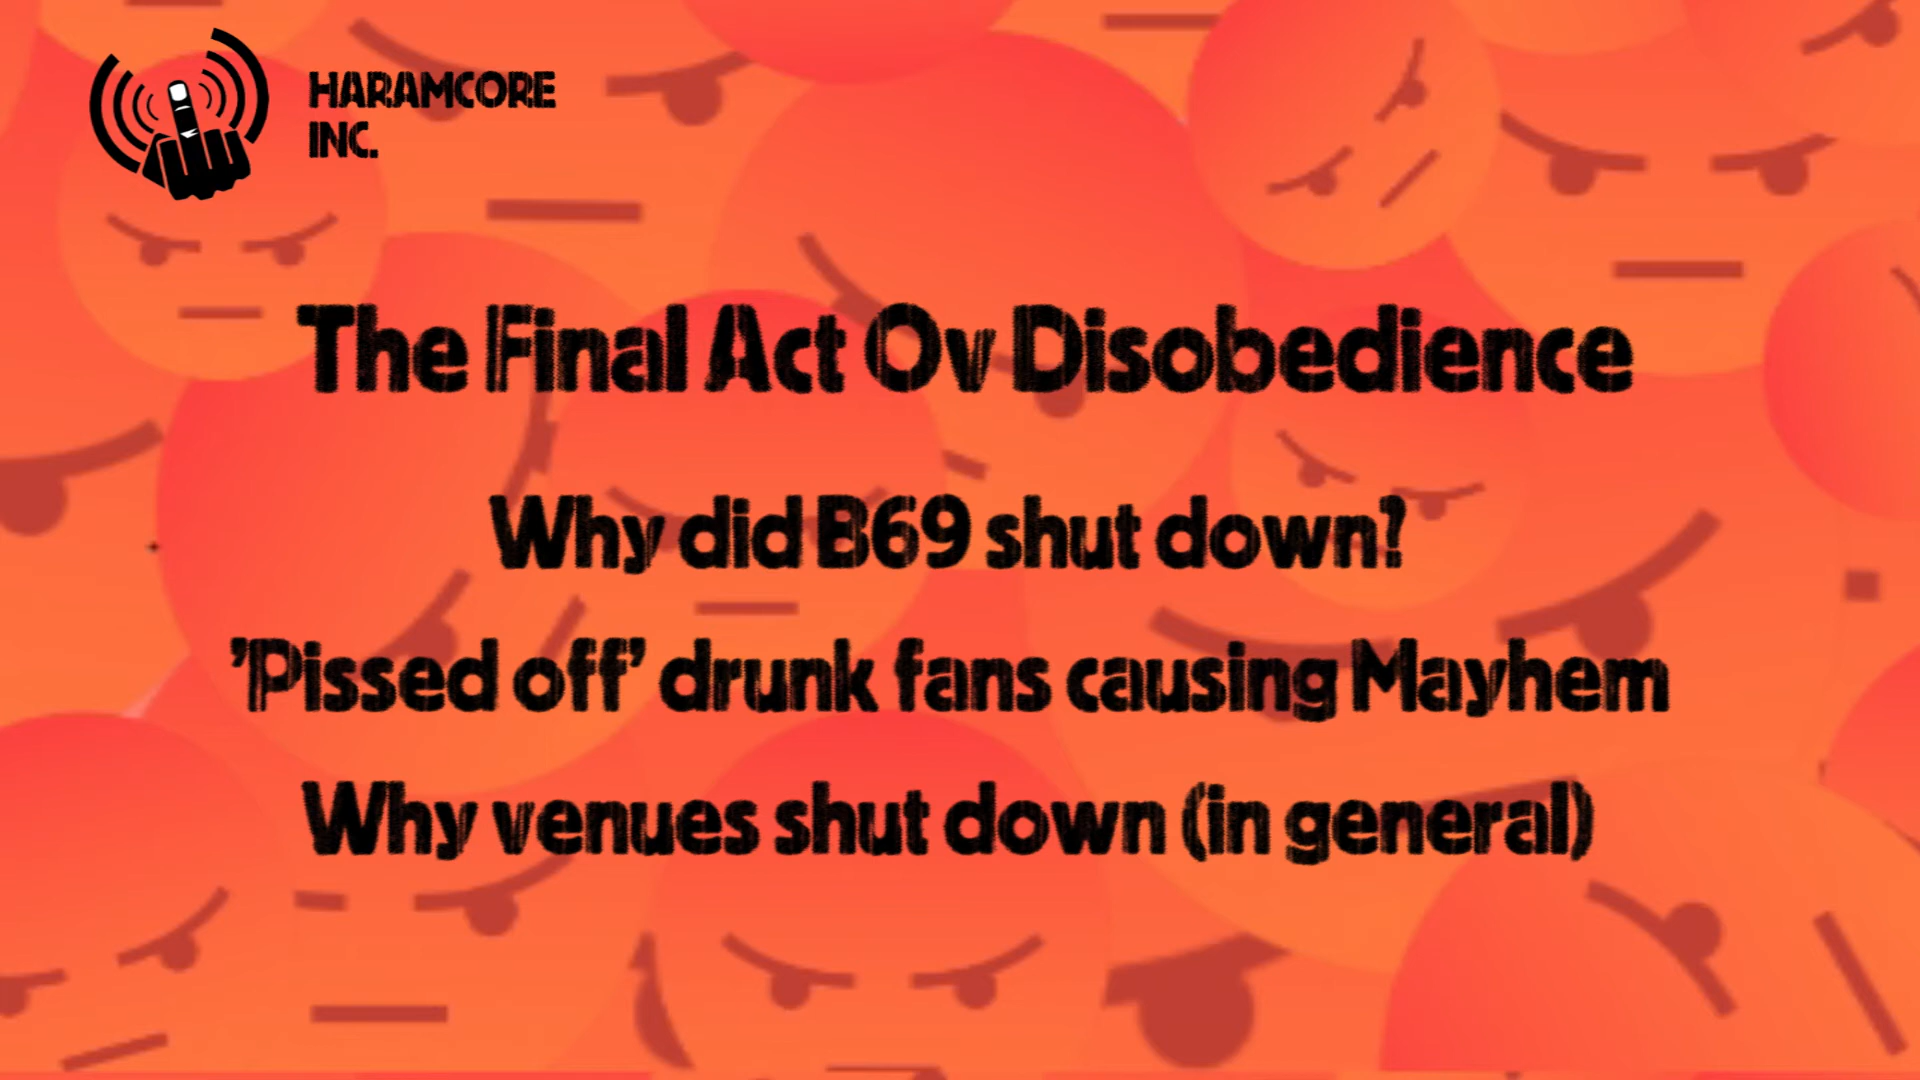 HARAMCORE
INC.
The Final Act Ov Disobedience
Why did B69 shut down?
'Pissed off' drunk fans causing Mayhem
Why venues shut down (in general)